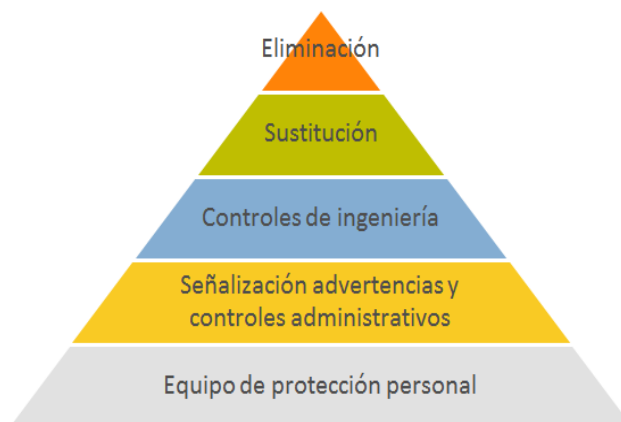 Eliminación
Sustitución
Controles de ingeniería
Señalización advertencias y
controles administrativos
Equipo de protección personal